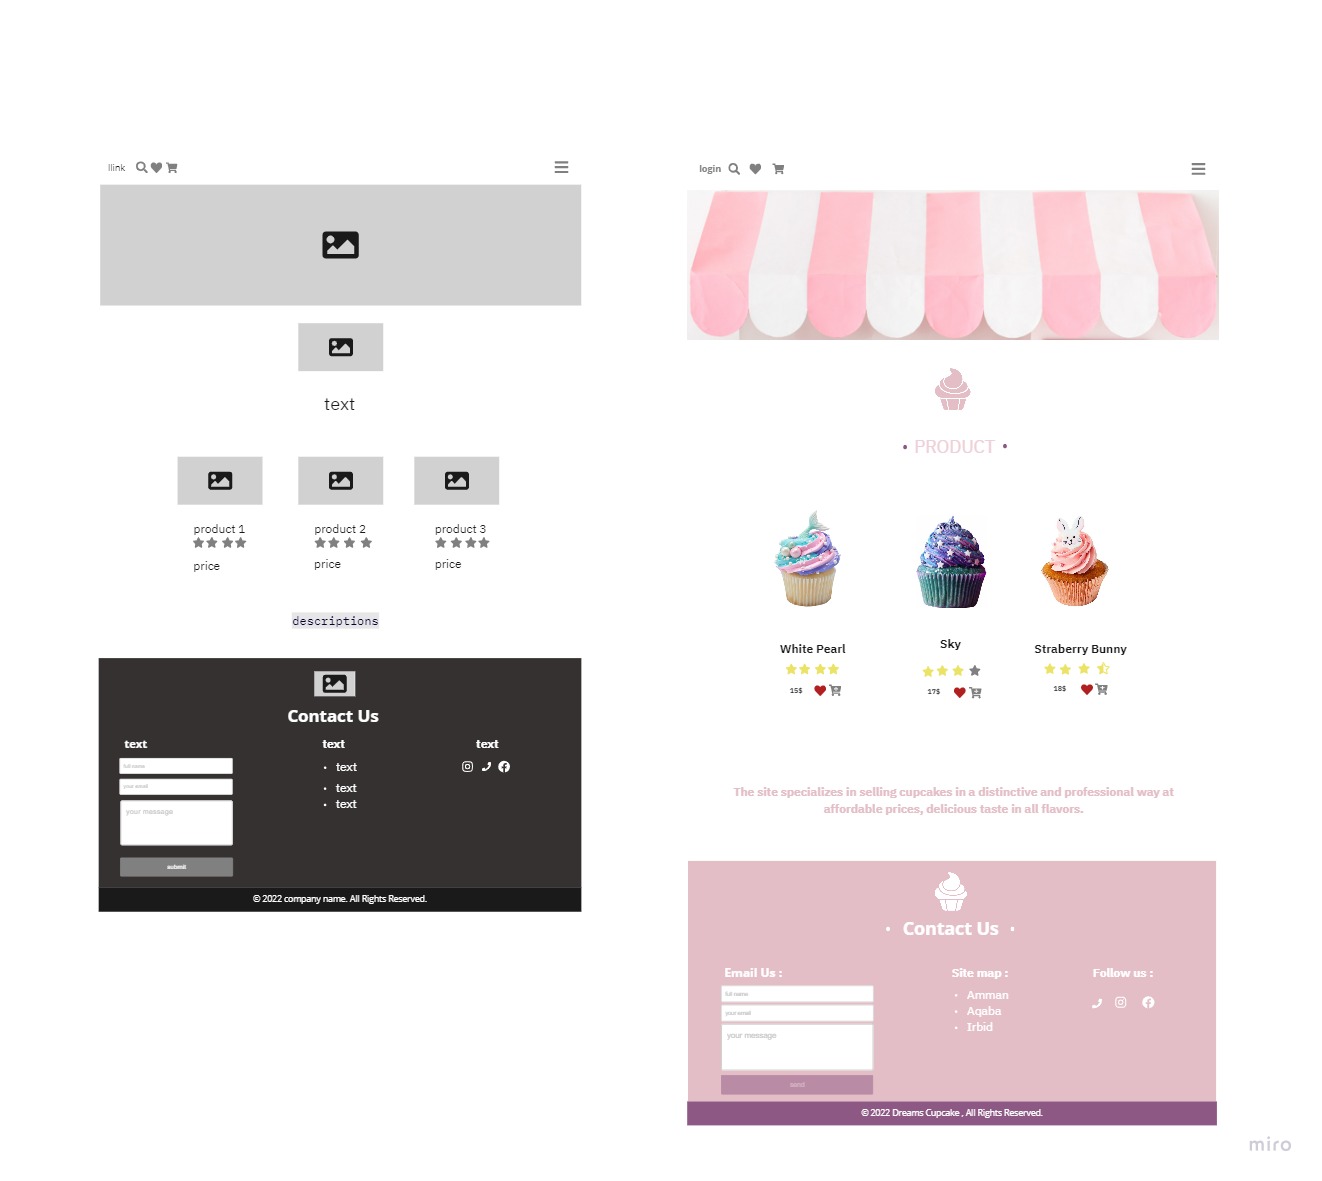 llink
text
product 1
product 2
product 3
price
price
price
descriptions
Contact Us
text
text
text
full name
your email
your message
submit
• text
• text
• text
© 2022 company name. All Rights Reserved.
login
• PRODUCT •
White Pearl
Sky
Straberry Bunny
15$
17$
18$
The site specializes in selling cupcakes in a distinctive and professional way at
affordable prices, delicious taste in all flavors.
• Contact Us •
Email Us :
Site map :
Follow us :
full name
your email
your message
send
• Amman
• Aqaba
• Irbid
© 2022 Dreams Cupcake , All Rights Reserved.
miro